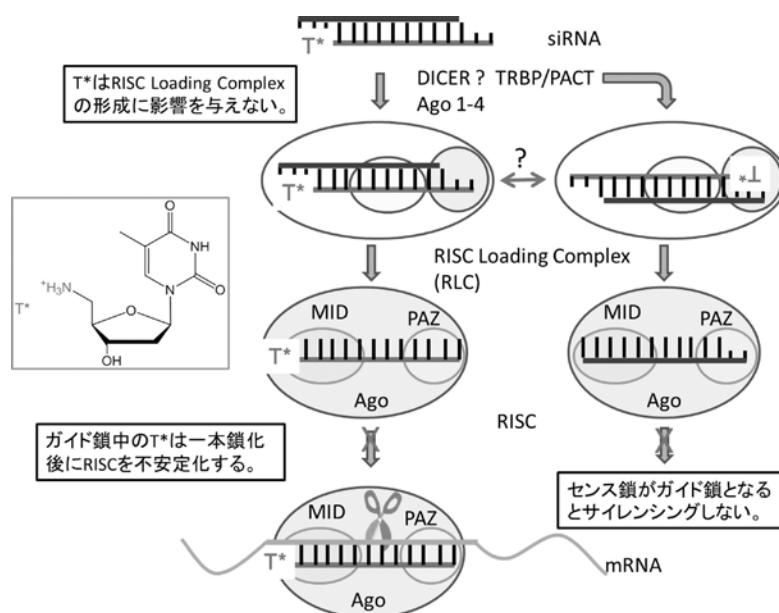 T*
siRNA
T*はRISC Loading Complex
の形成に影響を与えない。
DICER ? TRBP/PACT
Ago 1-4
T*
?
T*
RISC Loading Complex
(RLC)
T*
+H3N
O
NH
N
O
O
OH
MID
PAZ
T*
Ago
MID
PAZ
Ago
RISC
ガイド鎖中のT*は一本鎖化
後にRISCを不安定化する。
センス鎖がガイド鎖となる
とサイレンシングしない。
MID
PAZ
T*
Ago
mRNA